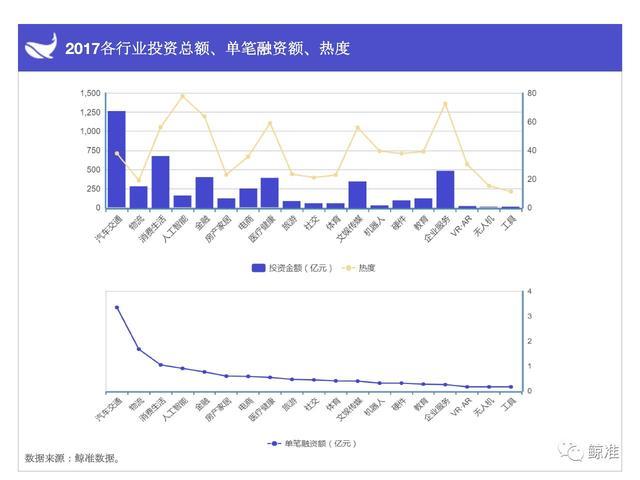 2017各行业投资总额、单笔融资额、热度
1,500
1,250
1,000
750
500
250
0
80
60
40
20
0
汽车交通
物流
消费生活
人工智能
金融
房产家居
电商
医疗健康
旅游
社交
体育
文娱传媒
机器人
硬件
教育
企业服务
VR·AR
无人机
工具
投资金额（亿元）
热度
4
3
2
1
0
汽车交通
物流
消费生活
人工智能
金融
房产家居
电商
医疗健康
旅游
社交
体育
文娱传媒
机器人
硬件
教育
企业服务
VR·AR
无人机
工具
单笔融资额（亿元）
数据来源：鲸准数据。
鲸准